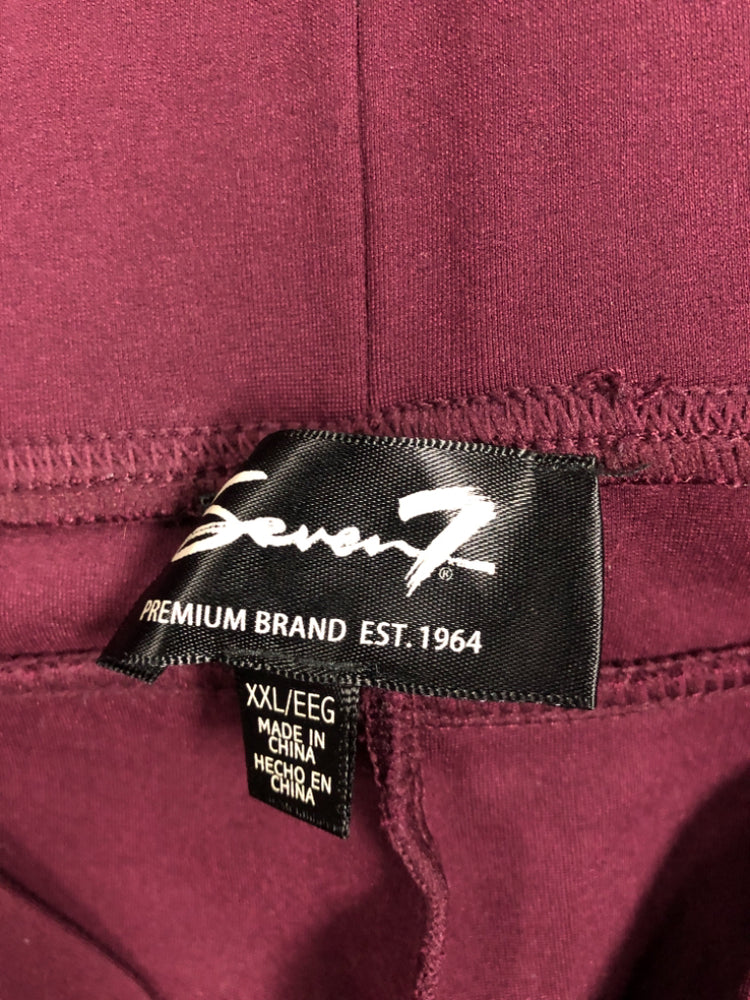 Seven7
®
PREMIUM BRAND EST. 1964
XXL/EEG
MADE IN
CHINA
HECHO EN
CHINA